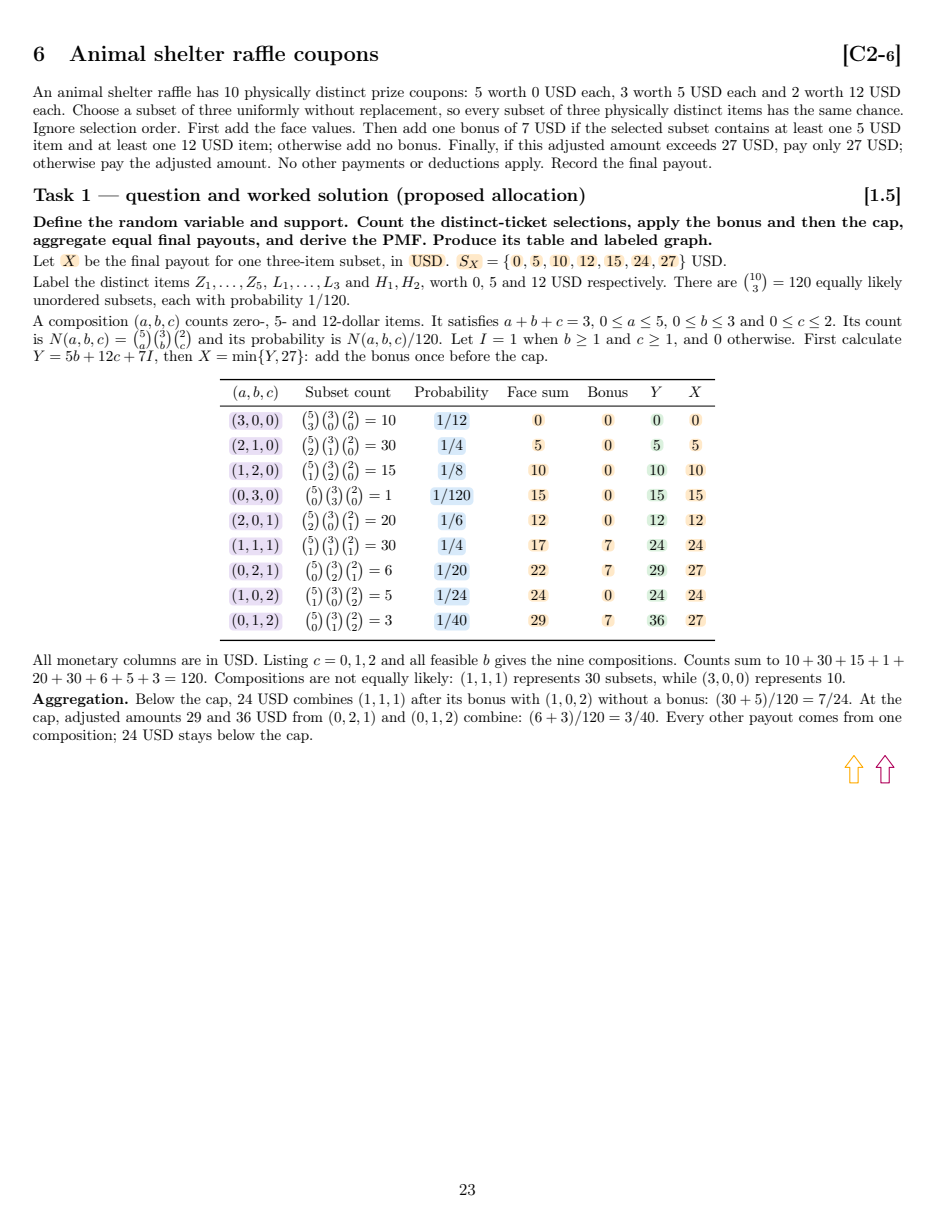 6 Animal shelter raffle coupons [C2-6]
An animal shelter raffle has 10 physically distinct prize coupons: 5 worth 0 USD each, 3 worth 5 USD each and 2 worth 12 USD
each. Choose a subset of three uniformly without replacement, so every subset of three physically distinct items has the same chance.
Ignore selection order. First add the face values. Then add one bonus of 7 USD if the selected subset contains at least one 5 USD
item and at least one 12 USD item; otherwise add no bonus. Finally, if this adjusted amount exceeds 27 USD, pay only 27 USD;
otherwise pay the adjusted amount. No other payments or deductions apply. Record the final payout.
Task 1 — question and worked solution (proposed allocation) [1.5]
Define the random variable and support. Count the distinct-ticket selections, apply the bonus and then the cap,
aggregate equal final payouts, and derive the PMF. Produce its table and labeled graph.
Let X be the final payout for one three-item subset, in USD. S_X = { 0 , 5 , 10 , 12 , 15 , 24 , 27 } USD.
Label the distinct items Z_1, . . . , Z_5, L_1, . . . , L_3 and H_1, H_2, worth 0, 5 and 12 USD respectively. There are (10 3) = 120 equally likely
unordered subsets, each with probability 1/120.
A composition (a, b, c) counts zero-, 5- and 12-dollar items. It satisfies a + b + c = 3, 0 ≤ a ≤ 5, 0 ≤ b ≤ 3 and 0 ≤ c ≤ 2. Its count
is N(a, b, c) = (5 a)(3 b)(2 c) and its probability is N(a, b, c)/120. Let I = 1 when b ≥ 1 and c ≥ 1, and 0 otherwise. First calculate
Y = 5b + 12c + 7I, then X = min{Y, 27}: add the bonus once before the cap.
(a, b, c) Subset count Probability Face sum Bonus Y X
(3, 0, 0) (5 3)(3 0)(2 0) = 10 1/12 0 0 0 0
(2, 1, 0) (5 2)(3 1)(2 0) = 30 1/4 5 0 5 5
(1, 2, 0) (5 1)(3 2)(2 0) = 15 1/8 10 0 10 10
(0, 3, 0) (5 0)(3 3)(2 0) = 1 1/120 15 0 15 15
(2, 0, 1) (5 2)(3 0)(2 1) = 20 1/6 12 0 12 12
(1, 1, 1) (5 1)(3 1)(2 1) = 30 1/4 17 7 24 24
(0, 2, 1) (5 0)(3 2)(2 1) = 6 1/20 22 7 29 27
(1, 0, 2) (5 1)(3 0)(2 2) = 5 1/24 24 0 24 24
(0, 1, 2) (5 0)(3 1)(2 2) = 3 1/40 29 7 36 27
All monetary columns are in USD. Listing c = 0, 1, 2 and all feasible b gives the nine compositions. Counts sum to 10 + 30 + 15 + 1 +
20 + 30 + 6 + 5 + 3 = 120. Compositions are not equally likely: (1, 1, 1) represents 30 subsets, while (3, 0, 0) represents 10.
Aggregation. Below the cap, 24 USD combines (1, 1, 1) after its bonus with (1, 0, 2) without a bonus: (30 + 5)/120 = 7/24. At the
cap, adjusted amounts 29 and 36 USD from (0, 2, 1) and (0, 1, 2) combine: (6 + 3)/120 = 3/40. Every other payout comes from one
composition; 24 USD stays below the cap.
23